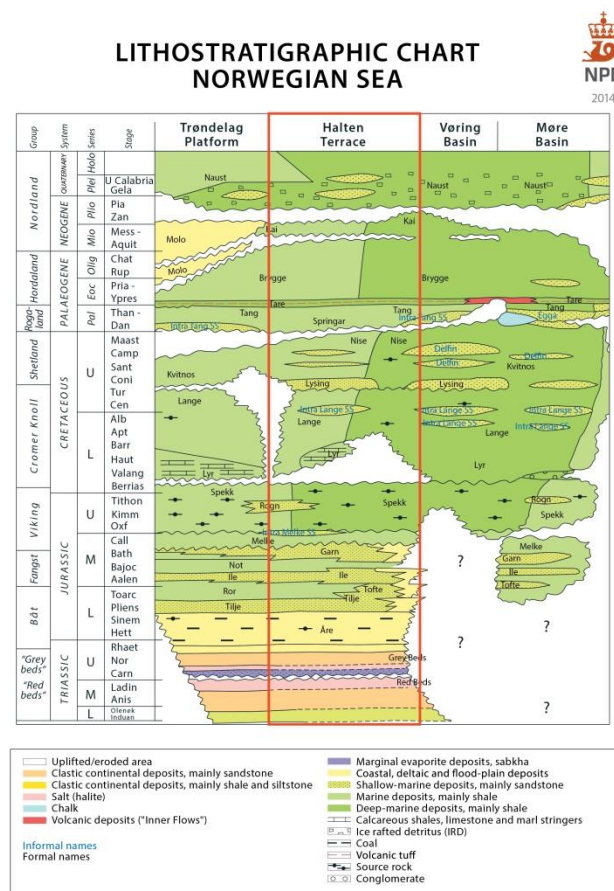 LITHOSTRATIGRAPHIC CHART
NORWEGIAN SEA
NPD
2014
Group
System
Series
Stage
Trøndelag Platform
Halten Terrace
Vøring Basin
Møre Basin
Nordland
QUATERNARY
Holo
Plei
U Calabria
Gela
Naust
Naust
Naust
Naust
NEOGENE
Plio
Pia
Zan
Mio
Mess -
Aquit
Molo
Kai
Kai
Hordaland
PALAEOGENE
Olig
Chat
Rup
Molo
Eoc
Pria -
Ypres
Brygge
Brygge
Tare
Tare
Rogo-
land
Pal
Than -
Dan
Tang
Tang
Tang
Intra Tang SS
Springar
Intra Tang SS
Egga
Shetland
CRETACEOUS
U
Maast
Camp
Sant
Coni
Tur
Cen
Nise
Nise
Delfin
Delfin
Delfin
Kvitnos
Kvitnos
Lysing
Lysing
Cromer Knoll
L
Alb
Apt
Barr
Haut
Valang
Berrias
Lange
Intra Lange SS
Intra Lange SS
Intra Lange SS
Lange
Intra Lange SS
Intra Lange SS
Lange
Lyr
Lyr
Lyr
Viking
JURASSIC
U
Tithon
Kimm
Oxf
Spekk
Spekk
Rogn
Rogn
Spekk
Intra Melke SS
M
Call
Bath
Bajoc
Aalen
Melke
Melke
Fangst
Garn
Garn
Not
Ile
Ile
Ile
Båt
L
Toarc
Pliens
Sinem
Hett
Ror
Tofte
Tofte
Tilje
Tilje
Åre
?
?
?
?
"Grey
beds"
"Red
beds"
TRIASSIC
U
Rhaet
Nor
Carn
Grey Beds
M
Ladin
Anis
Red Beds
L
Olenek
Induan
Uplifted/eroded area
Clastic continental deposits, mainly sandstone
Clastic continental deposits, mainly shale and siltstone
Salt (halite)
Chalk
Volcanic deposits ("Inner Flows")
Informal names
Formal names
Marginal evaporite deposits, sabkha
Coastal, deltaic and flood-plain deposits
Shallow-marine deposits, mainly sandstone
Marine deposits, mainly shale
Deep-marine deposits, mainly shale
Calcareous shales, limestone and marl stringers
Ice rafted detritus (IRD)
Coal
Volcanic tuff
Source rock
Conglomerate